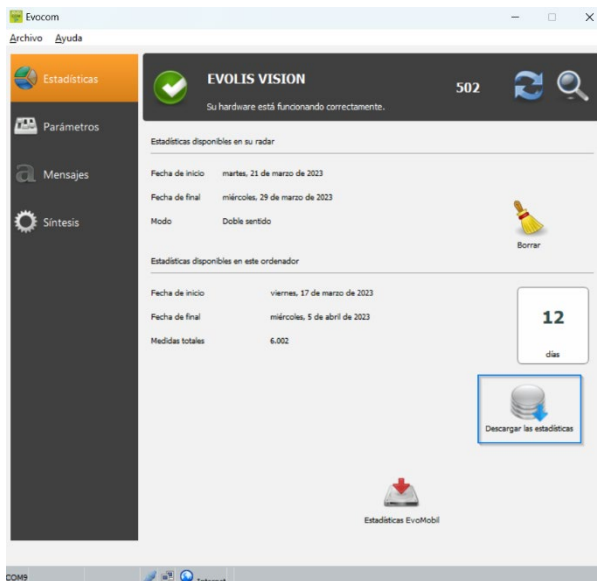 Evocom
Archivo Ayuda
Estadísticas
Parámetros
Mensajes
Síntesis
EVOLIS VISION
502
Su hardware está funcionando correctamente.
Estadísticas disponibles en su radar
Fecha de inicio martes, 21 de marzo de 2023
Fecha de final miércoles, 29 de marzo de 2023
Modo Doble sentido
Borrar
Estadísticas disponibles en este ordenador
Fecha de inicio viernes, 17 de marzo de 2023
Fecha de final miércoles, 5 de abril de 2023
Medidas totales 6.002
12
días
Descargar las estadísticas
Estadísticas EvoMobil
COM9 Internet